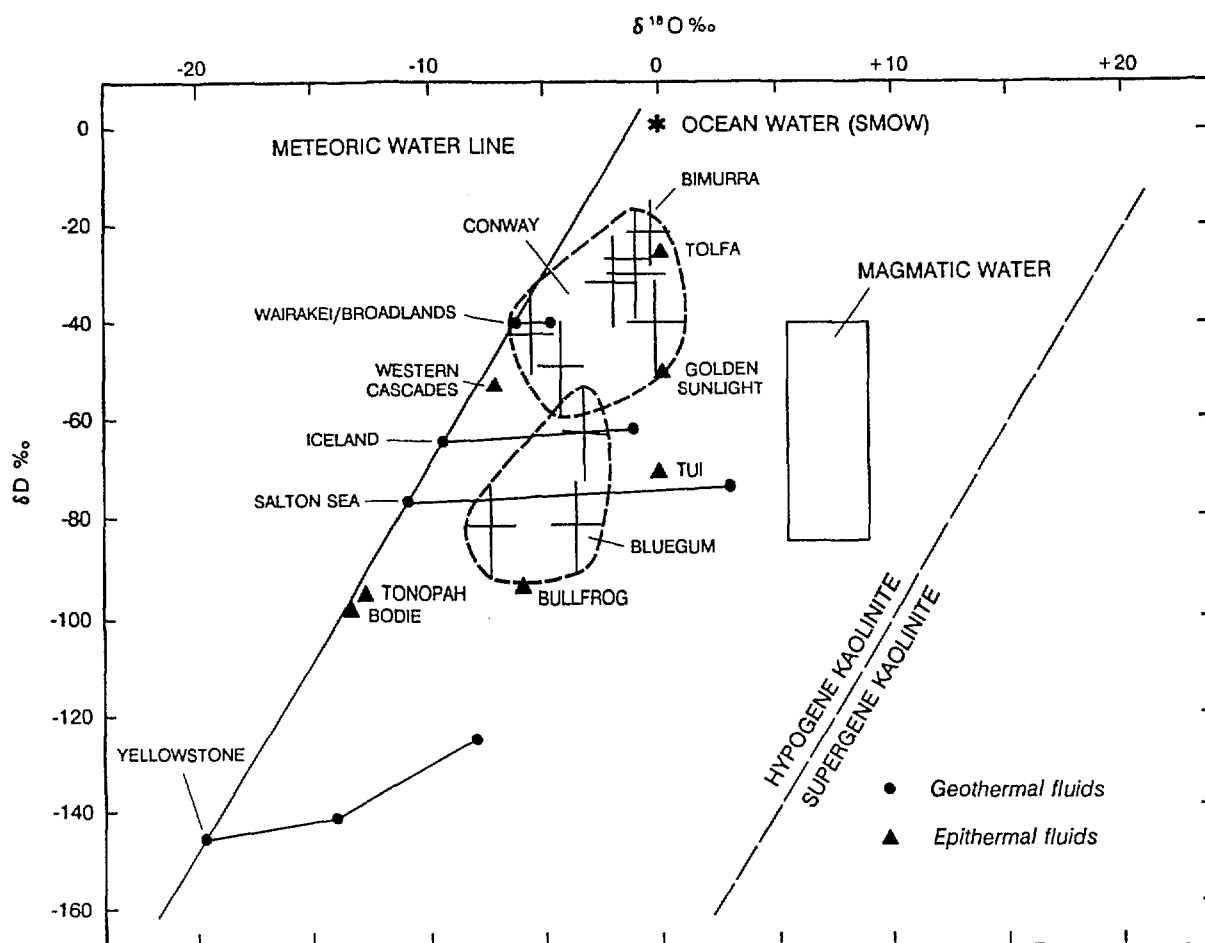 δ ¹⁸O ‰
-20
-10
0
+10
+20
0
-20
-40
-60
-80
-100
-120
-140
-160
δD ‰
METEORIC WATER LINE
OCEAN WATER (SMOW)
BIMURRA
CONWAY
TOLFA
MAGMATIC WATER
WAIRAKEI/BROADLANDS
WESTERN
CASCADES
GOLDEN
SUNLIGHT
ICELAND
TUI
SALTON SEA
BLUEGUM
TONOPAH
BODIE
BULLFROG
YELLOWSTONE
HYPOGENE KAOLINITE
SUPERGENE KAOLINITE
Geothermal fluids
Epithermal fluids